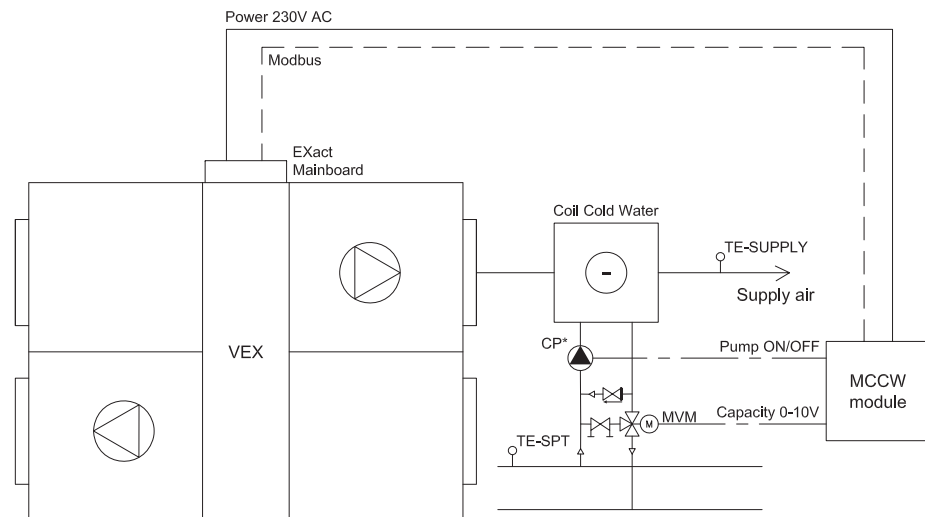 Power 230V AC
Modbus
EXact
Mainboard
Coil Cold Water
TE-SUPPLY
-
Supply air
VEX
CP*
Pump ON/OFF
MCCW
module
MVM
M
Capacity 0-10V
TE-SPT